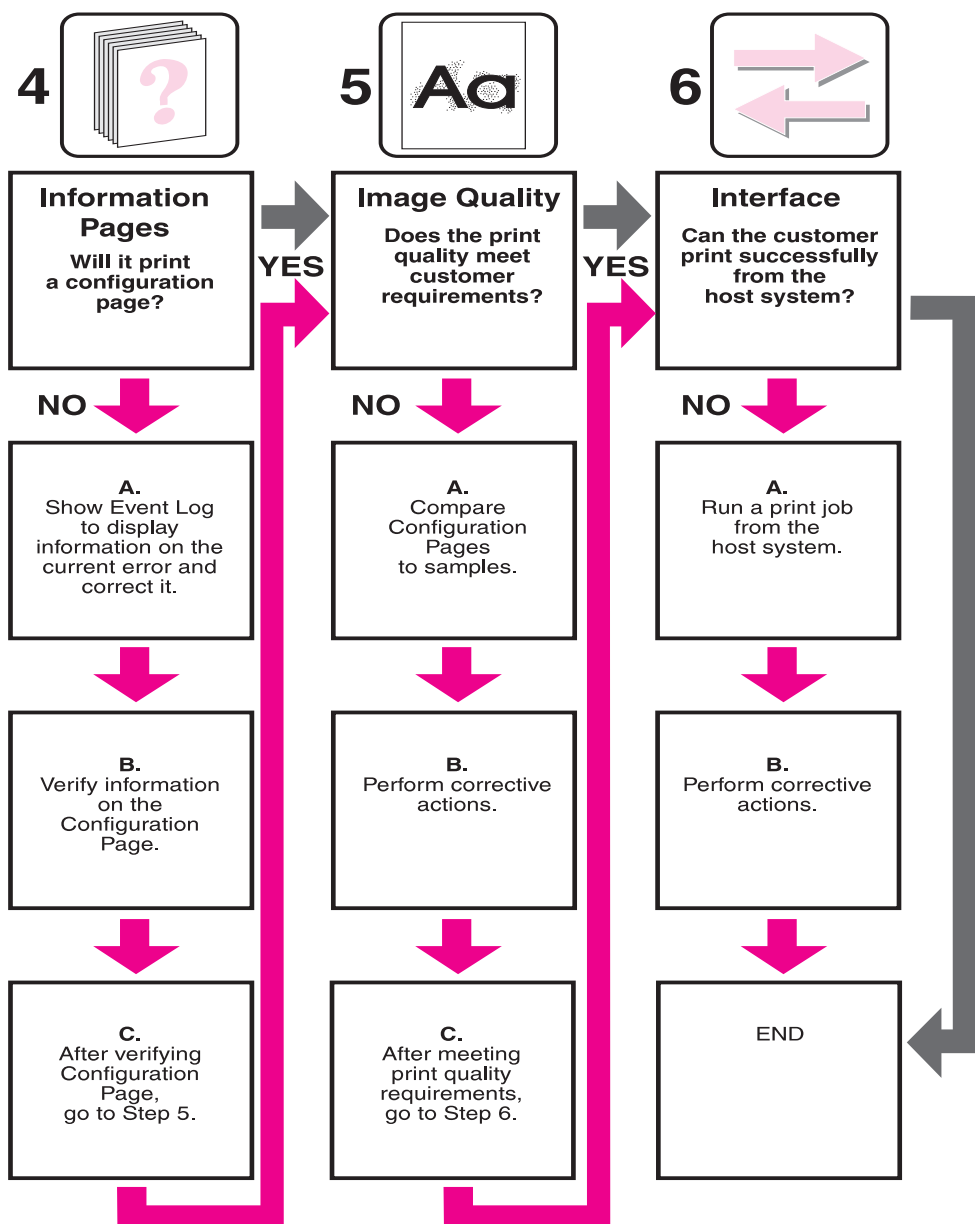 4
Information
Pages
Will it print
a configuration
page?
YES
NO
A.
Show Event Log
to display
information on the
current error and
correct it.
B.
Verify information
on the
Configuration
Page.
C.
After verifying
Configuration
Page,
go to Step 5.
5
Aa
Image Quality
Does the print
quality meet
customer
requirements?
YES
NO
A.
Compare
Configuration
Pages
to samples.
B.
Perform corrective
actions.
C.
After meeting
print quality
requirements,
go to Step 6.
6
Interface
Can the customer
print successfully
from the
host system?
NO
A.
Run a print job
from the
host system.
B.
Perform corrective
actions.
END
?